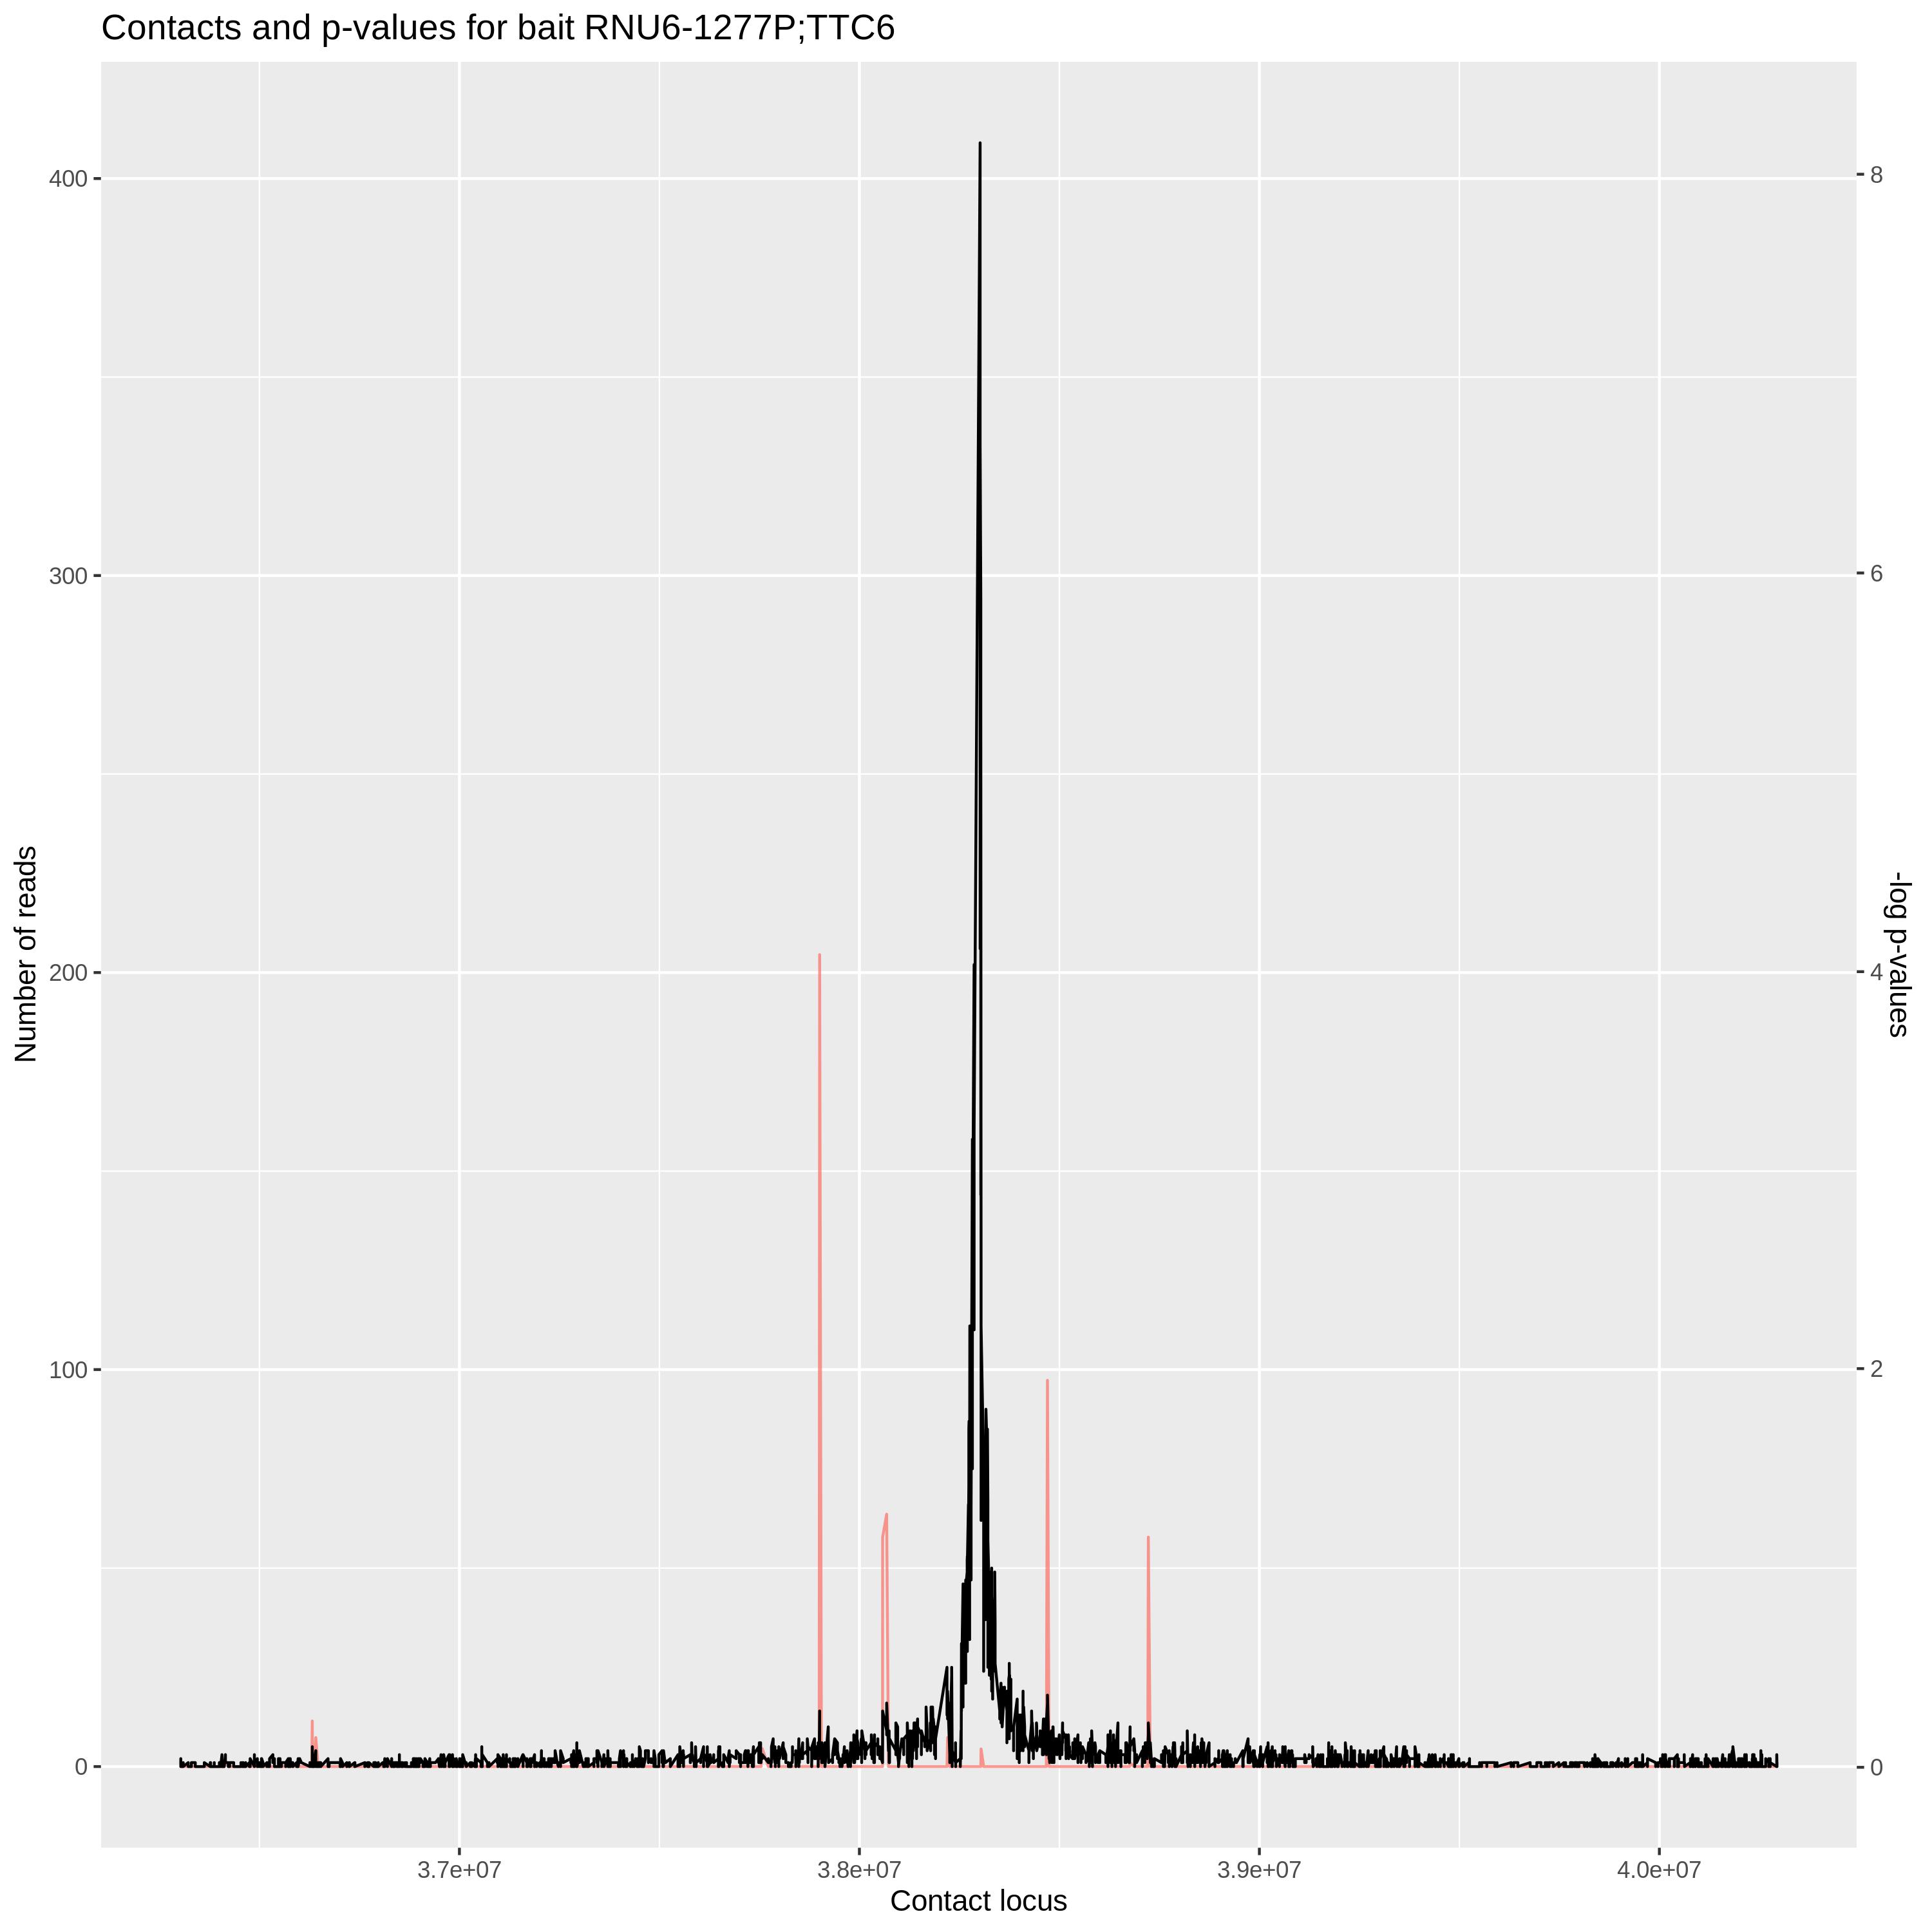 Contacts and p-values for bait RNU6-1277P;TTC6
Number of reads
400
300
200
100
0
8
6
4
2
0
-log p-values
3.7e+07
3.8e+07
3.9e+07
4.0e+07
Contact locus